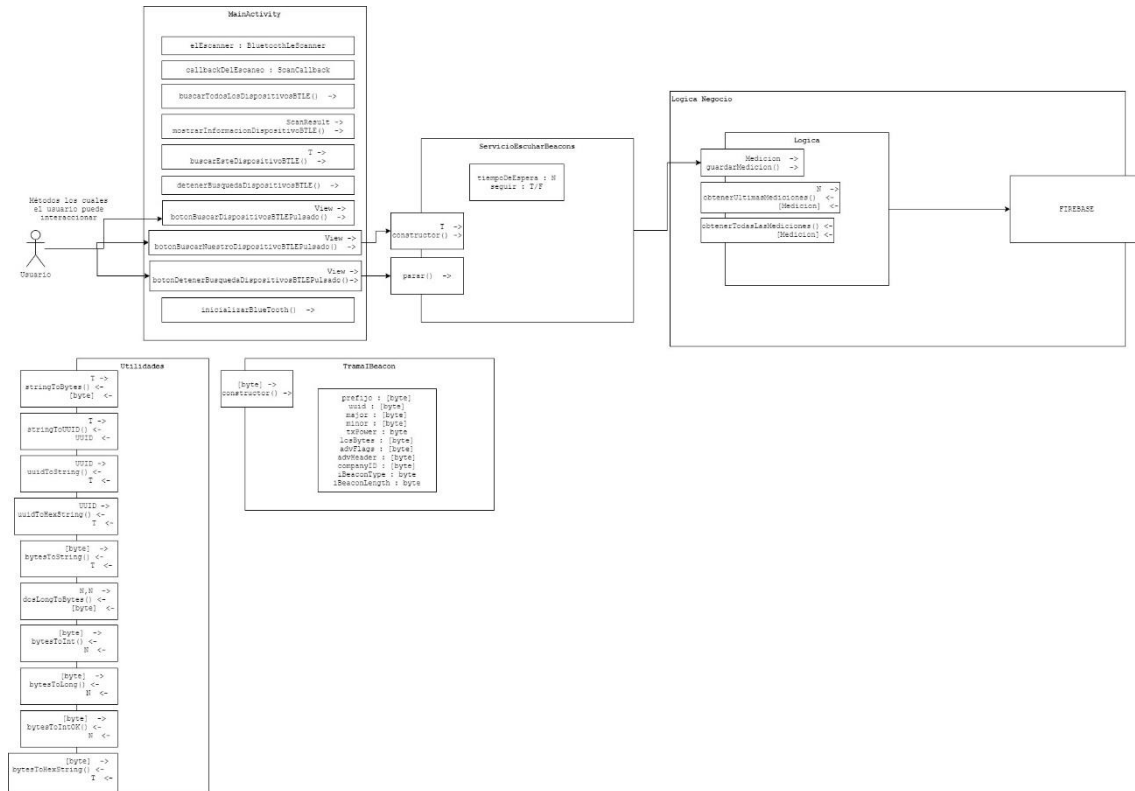 MainActivity
elEscanner : BluetoothLeScanner
callbackDelEscaneo : ScanCallback
buscarTodosLosDispositivosBTLE() ->
ScanResult ->
mostrarInformacionDispositivoBTLE() ->
T ->
buscarEsteDispositivoBTLE() ->
detenerBusquedaDispositivosBTLE() ->
View ->
botonBuscarDispositivosBTLEPulsado() ->
View ->
botonBuscarNuestroDispositivoBTLEPulsado() ->
View ->
botonDetenerBusquedaDispositivosBTLEPulsado() ->
inicializarBlueTooth() ->
Métodos los cuales
el usuario puede
interaccionar
Usuario
ServicioEscuharBeacons
tiempoDeEspera : N
seguir : T/F
T ->
constructor() ->
parar() ->
Logica Negocio
Logica
Medicion ->
guardarMedicion() ->
N ->
obtenerUltimasMediciones() <-
[Medicion] <-
obtenerTodasLasMediciones() <-
[Medicion] <-
FIREBASE
Utilidades
T ->
stringToBytes() <-
[byte] <-
T ->
stringToUUID() <-
UUID <-
UUID ->
uuidToString() <-
T <-
UUID ->
uuidToHexString() <-
T <-
[byte] ->
bytesToString() <-
T <-
N,N ->
dosLongToBytes() <-
[byte] <-
[byte] ->
bytesToInt() <-
N <-
[byte] ->
bytesToLong() <-
N <-
[byte] ->
bytesToIntOK() <-
N <-
[byte] ->
bytesToHexString() <-
T <-
TramaIBeacon
[byte] ->
constructor() ->
prefijo : [byte]
uuid : [byte]
major : [byte]
minor : [byte]
txPower : byte
losBytes : [byte]
advFlags : [byte]
advHeader : [byte]
companyID : [byte]
iBeaconType : byte
iBeaconLength : byte